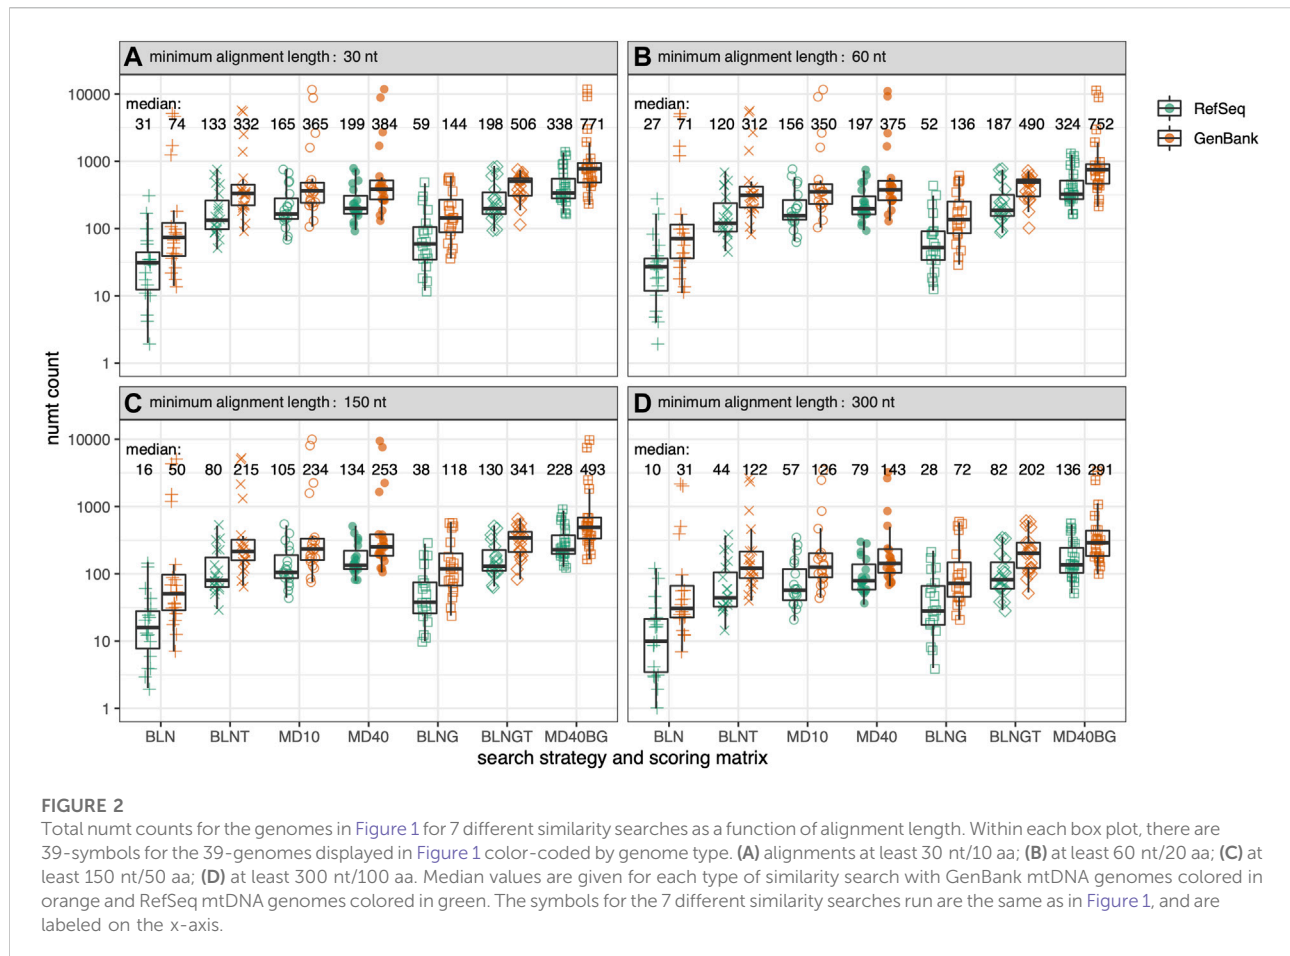 A minimum alignment length: 30 nt
B minimum alignment length: 60 nt
10000
1000
100
10
1
median:
31 74 133 332 165 365 199 384 59 144 198 506 338 771
median:
27 71 120 312 156 350 197 375 52 136 187 490 324 752
RefSeq
GenBank
numt count
C minimum alignment length: 150 nt
D minimum alignment length: 300 nt
10000
1000
100
10
1
median:
16 50 80 215 105 234 134 253 38 118 130 341 228 493
median:
10 31 44 122 57 126 79 143 28 72 82 202 136 291
BLN BLNT MD10 MD40 BLNG BLNGT MD40BG
BLN BLNT MD10 MD40 BLNG BLNGT MD40BG
search strategy and scoring matrix
FIGURE 2
Total numt counts for the genomes in Figure 1 for 7 different similarity searches as a function of alignment length. Within each box plot, there are
39-symbols for the 39-genomes displayed in Figure 1 color-coded by genome type. (A) alignments at least 30 nt/10 aa; (B) at least 60 nt/20 aa; (C) at
least 150 nt/50 aa; (D) at least 300 nt/100 aa. Median values are given for each type of similarity search with GenBank mtDNA genomes colored in
orange and RefSeq mtDNA genomes colored in green. The symbols for the 7 different similarity searches run are the same as in Figure 1, and are
labeled on the x-axis.